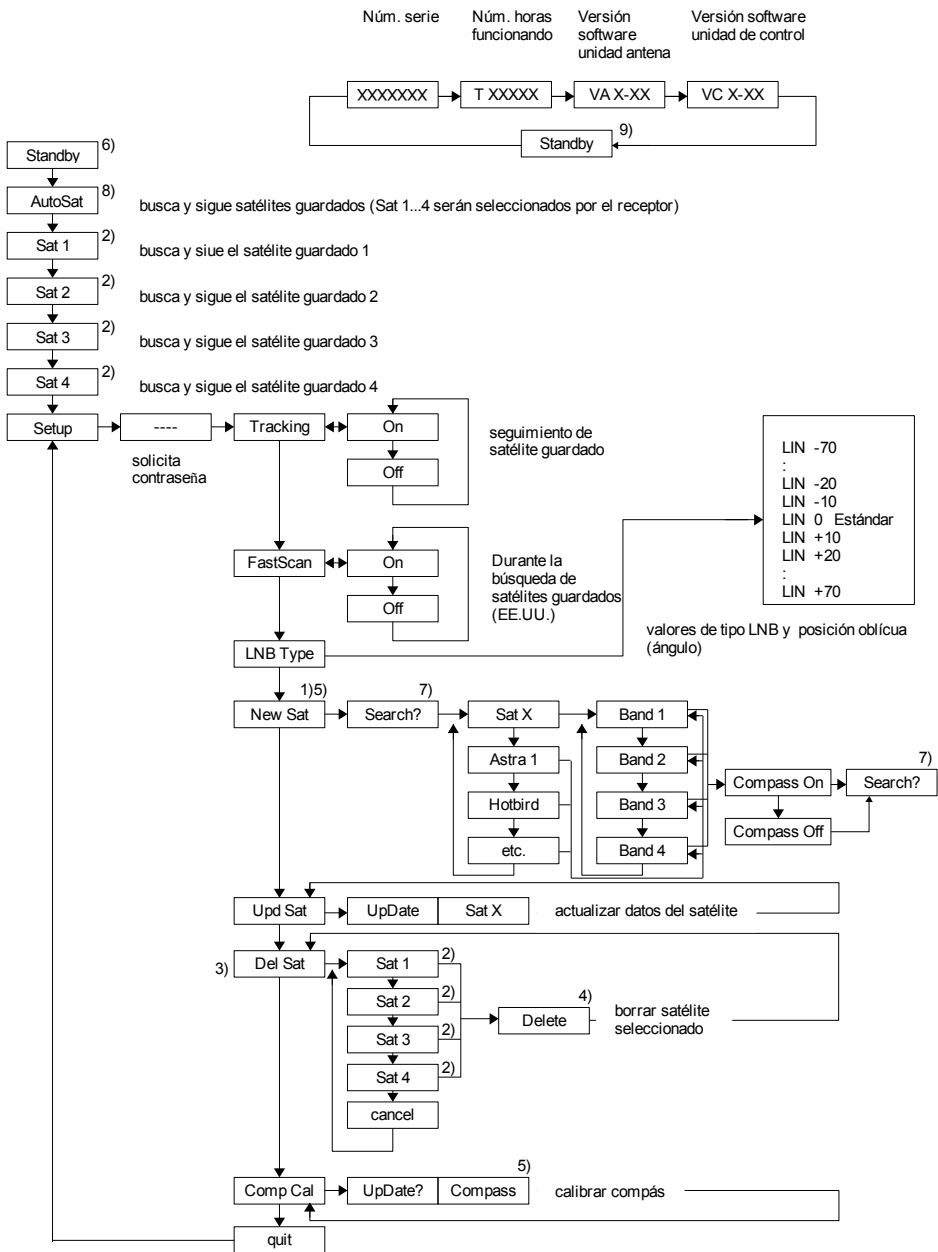 Núm. serie
Núm. horas
funcionando
Versión
software
unidad antena
Versión software
unidad de control
XXXXXXX
T XXXXX
VA X-XX
VC X-XX
Standby
9)
Standby
6)
AutoSat
8)
busca y sigue satélites guardados (Sat 1...4 serán seleccionados por el receptor)
Sat 1
2)
busca y siue el satélite guardado 1
Sat 2
2)
busca y sigue el satélite guardado 2
Sat 3
2)
busca y sigue el satélite guardado 3
Sat 4
2)
busca y sigue el satélite guardado 4
Setup
----
solicita
contraseña
Tracking
On
Off
seguimiento de
satélite guardado
FastScan
On
Off
Durante la
búsqueda de
satélites guardados
(EE.UU.)
LIN -70
:
LIN -20
LIN -10
LIN 0 Estándar
LIN +10
LIN +20
:
LIN +70
valores de tipo LNB y posición oblícua
(ángulo)
LNB Type
1)5)
New Sat
7)
Search?
Sat X
Astra 1
Hotbird
etc.
Band 1
Band 2
Band 3
Band 4
Compass On
Compass Off
7)
Search?
Upd Sat
UpDate
Sat X
actualizar datos del satélite
3)
Del Sat
Sat 1
2)
Sat 2
2)
Sat 3
2)
Sat 4
2)
cancel
4)
Delete
borrar satélite
seleccionado
Comp Cal
UpDate?
Compass
5)
calibrar compás
quit